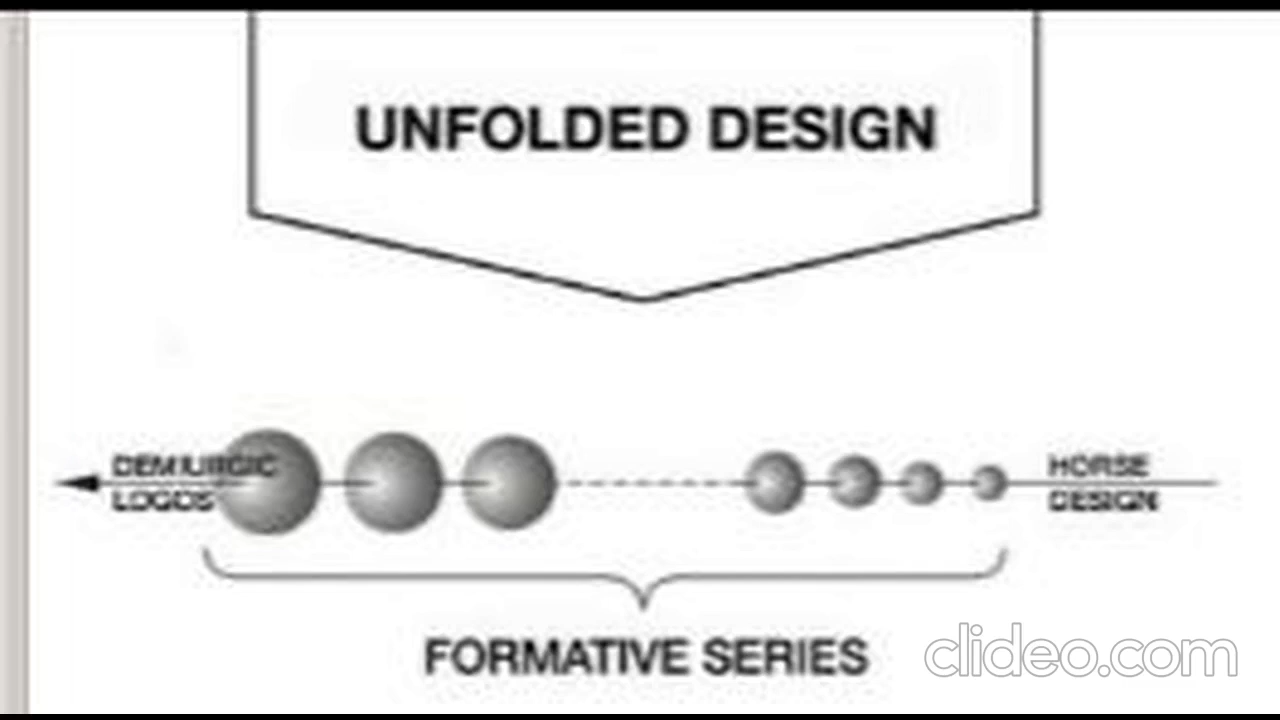 UNFOLDED DESIGN
DEMIURGIC
LOGOS
HORSE
DESIGN
FORMATIVE SERIES
clideo.com